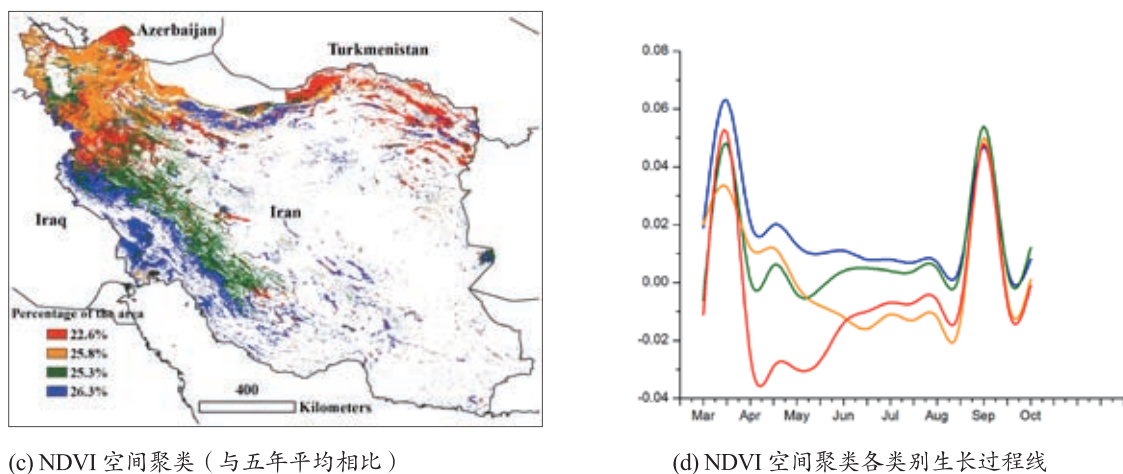 Azerbaijan
Turkmenistan
Iraq
Iran
Percentage of the area
22.6%
25.8%
25.3%
26.3%
400
Kilometers
0.08
0.06
0.04
0.02
0.00
-0.02
-0.04
Mar Apr May Jun Jul Aug Sep Oct
(c) NDVI 空间聚类（与五年平均相比）
(d) NDVI 空间聚类各类别生长过程线